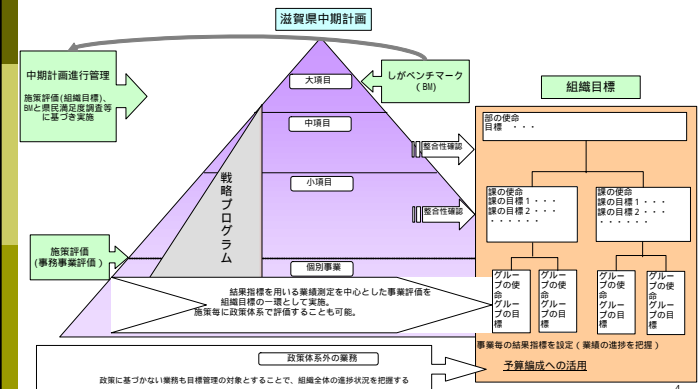 滋賀県中期計画
中期計画進行管理
施策評価(組織目標)、
BMと県民満足度調査等
に基づき実施
しがベンチマーク
(BM)
大項目
中項目
小項目
個別事業
戦略プログラム
整合性確認
整合性確認
施策評価
(事務事業評価)
結果指標を用いる業績測定を中心とした事業評価を
組織目標の一環として実施。
施策毎に政策体系で評価することも可能。
組織目標
部の使命
目標 ・・・
課の使命
課の目標1・・・
課の目標2・・・
・・・・・・
課の使命
課の目標1・・・
課の目標2・・・
・・・・・・
グルー
プの使
命
グルー
プの目
標
グルー
プの使
命
グルー
プの目
標
グルー
プの使
命
グルー
プの目
標
グルー
プの使
命
グルー
プの目
標
事業毎の結果指標を設定(業績の進捗を把握)
予算編成への活用
政策体系外の業務
政策に基づかない業務も目標管理の対象とすることで、組織全体の進捗状況を把握する